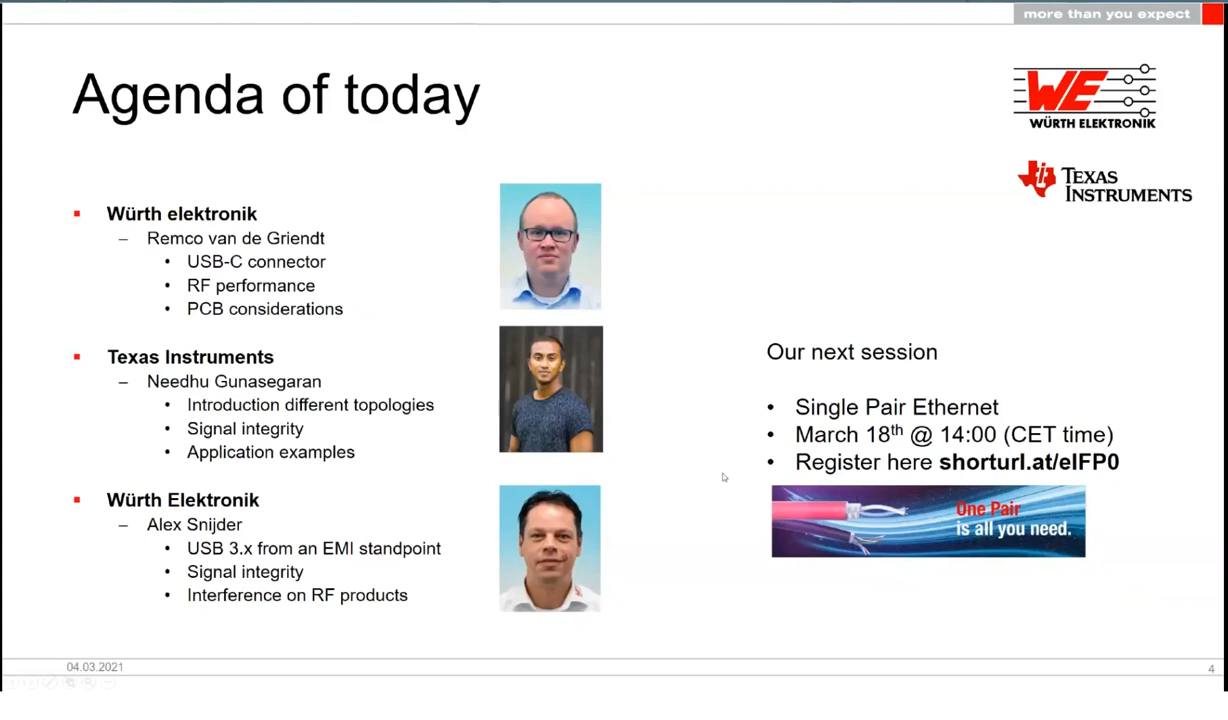 more than you expect
Agenda of today
WE
WÜRTH ELEKTRONIK
TEXAS
INSTRUMENTS
Würth elektronik
– Remco van de Griendt
• USB-C connector
• RF performance
• PCB considerations
Texas Instruments
– Needhu Gunasegaran
• Introduction different topologies
• Signal integrity
• Application examples
Würth Elektronik
– Alex Snijder
• USB 3.x from an EMI standpoint
• Signal integrity
• Interference on RF products
Our next session
• Single Pair Ethernet
• March 18th @ 14:00 (CET time)
• Register here shorturl.at/eIFP0
One Pair
is all you need.
04.03.2021
4